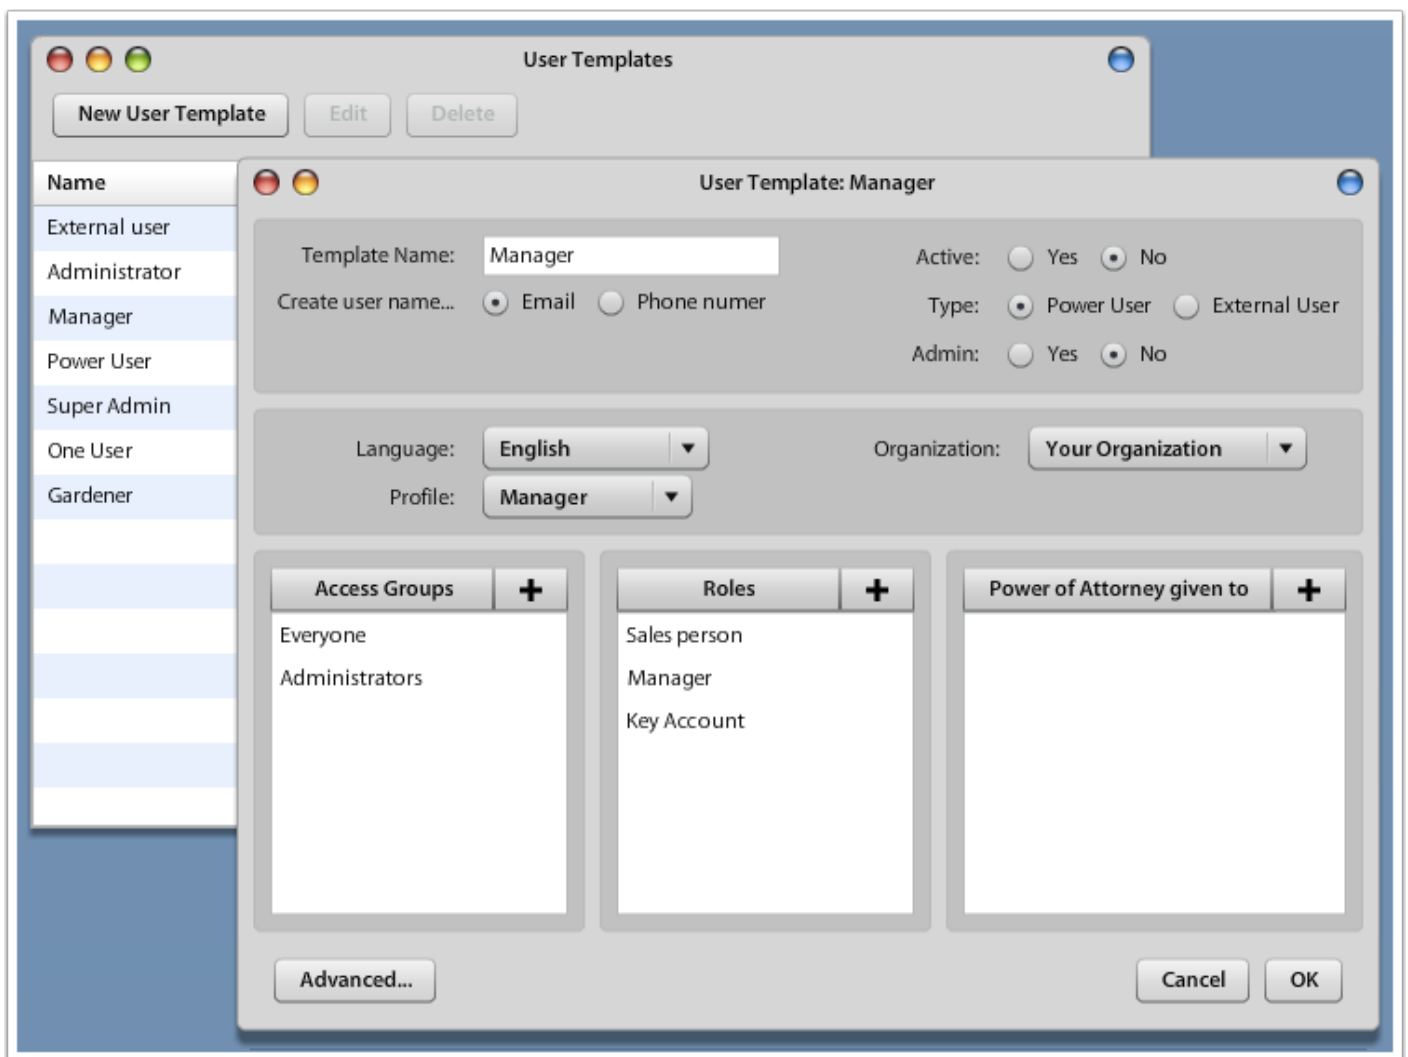 User Templates
New User Template Edit Delete
Name
External user
Administrator
Manager
Power User
Super Admin
One User
Gardener
User Template: Manager
Template Name: Manager
Active: Yes No
Create user name... Email Phone numer
Type: Power User External User
Admin: Yes No
Language: English
Organization: Your Organization
Profile: Manager
Access Groups
Everyone
Administrators
Roles
Sales person
Manager
Key Account
Power of Attorney given to
Advanced... Cancel OK